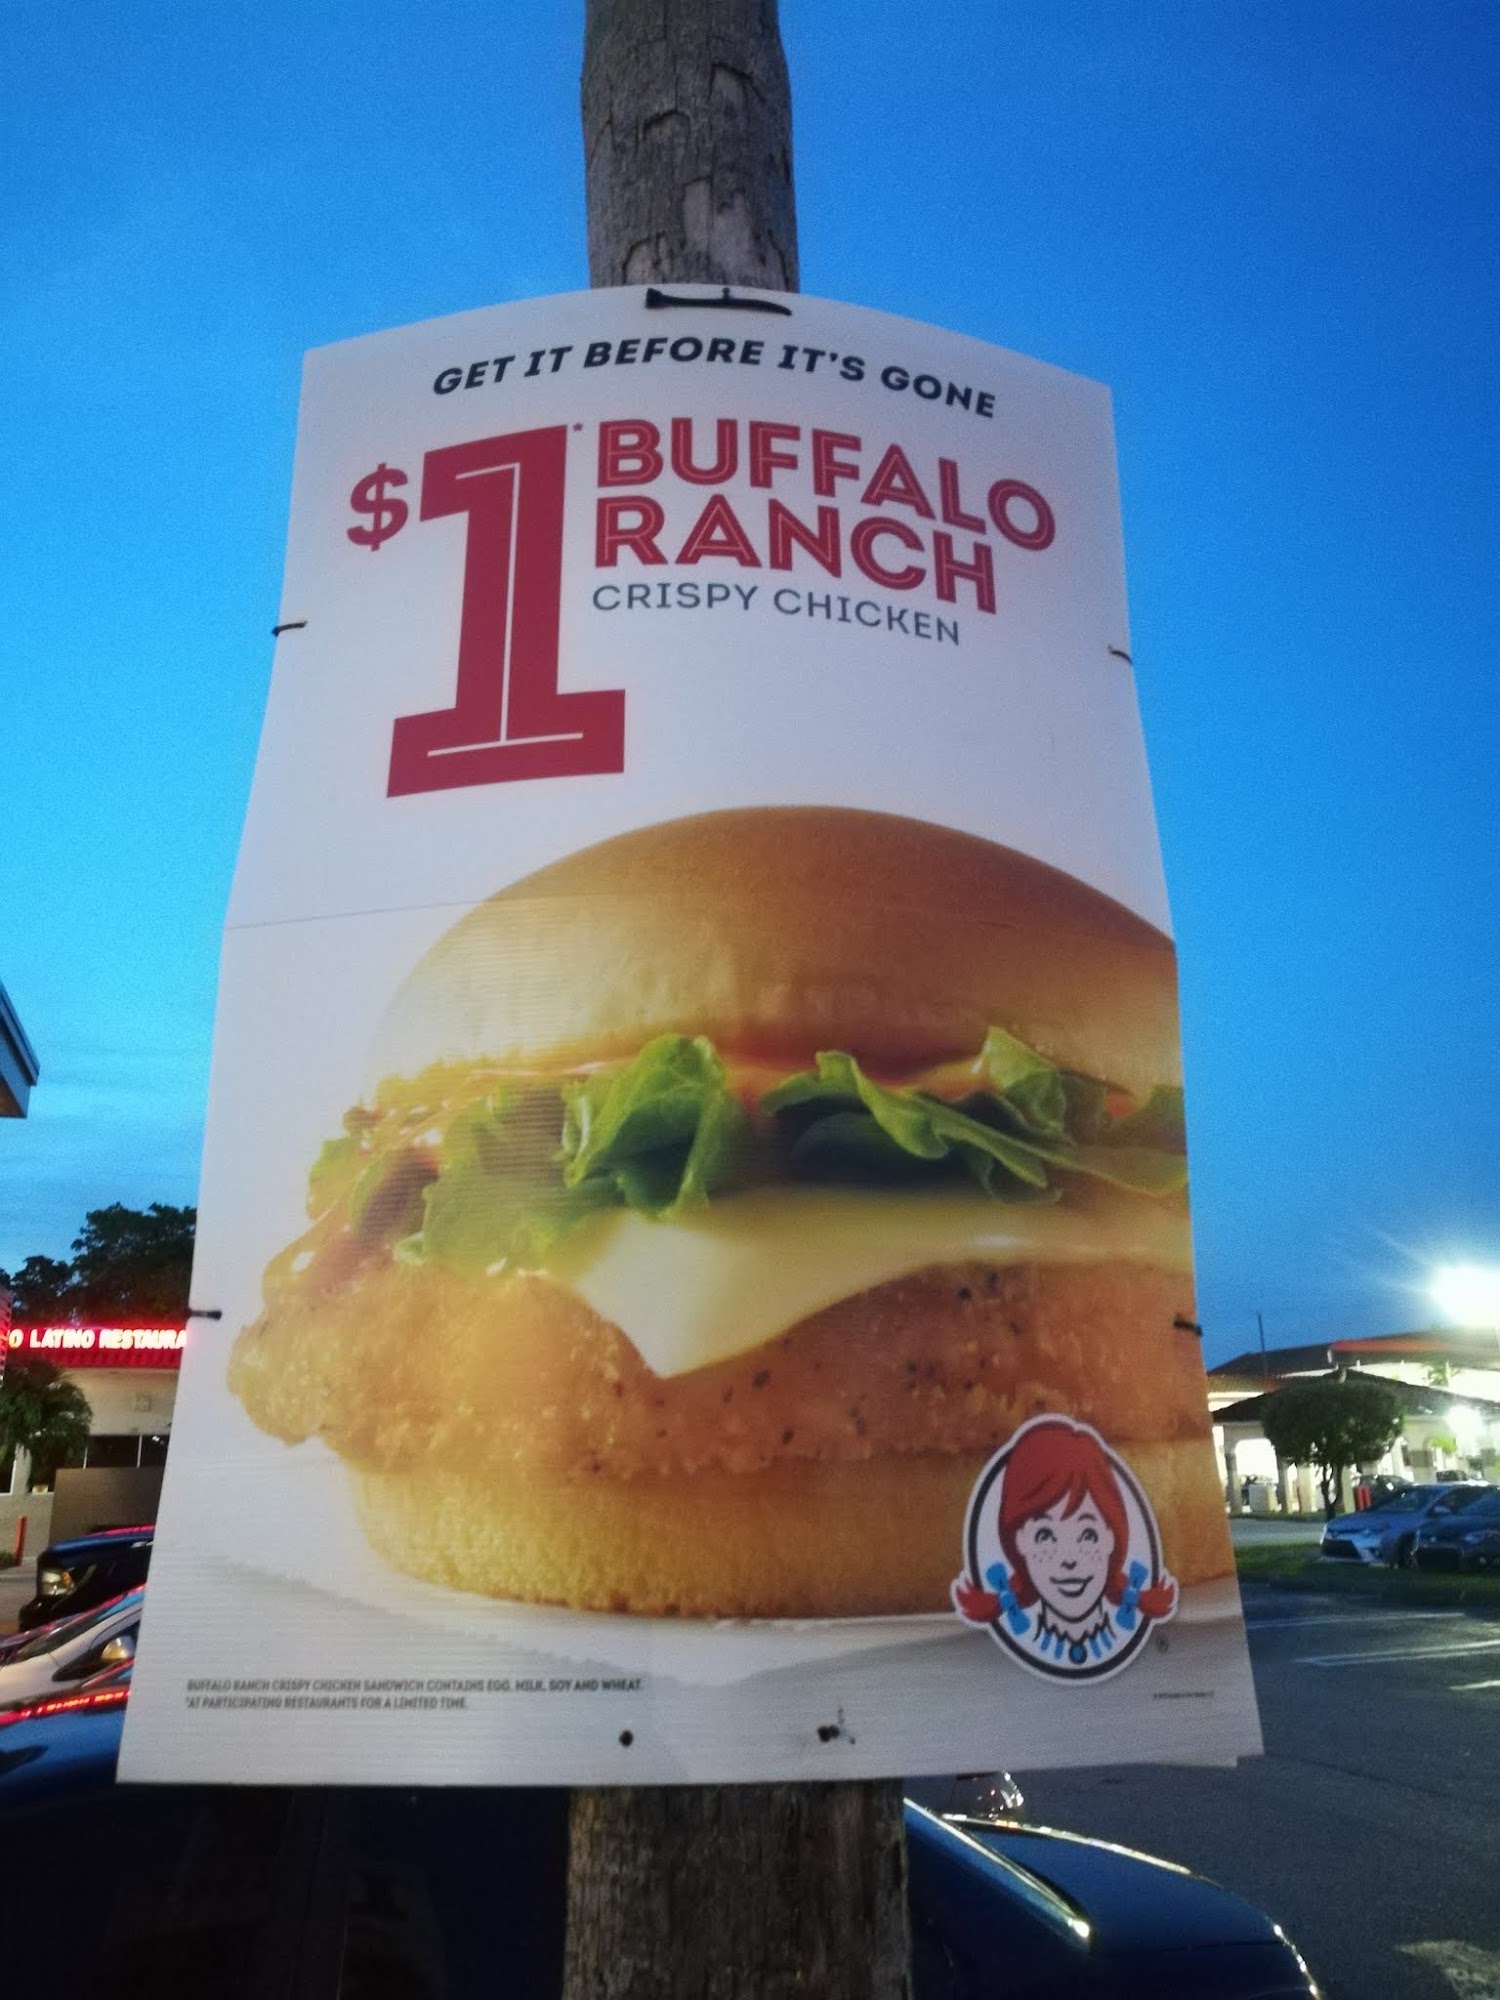 GET IT BEFORE IT'S GONE
$1*
BUFFALO
RANCH
CRISPY CHICKEN
O LATINO RESTAURA
BUFFALO RANCH CRISPY CHICKEN SANDWICH CONTAINS EGG, MILK, SOY AND WHEAT.
*AT PARTICIPATING RESTAURANTS FOR A LIMITED TIME.
®